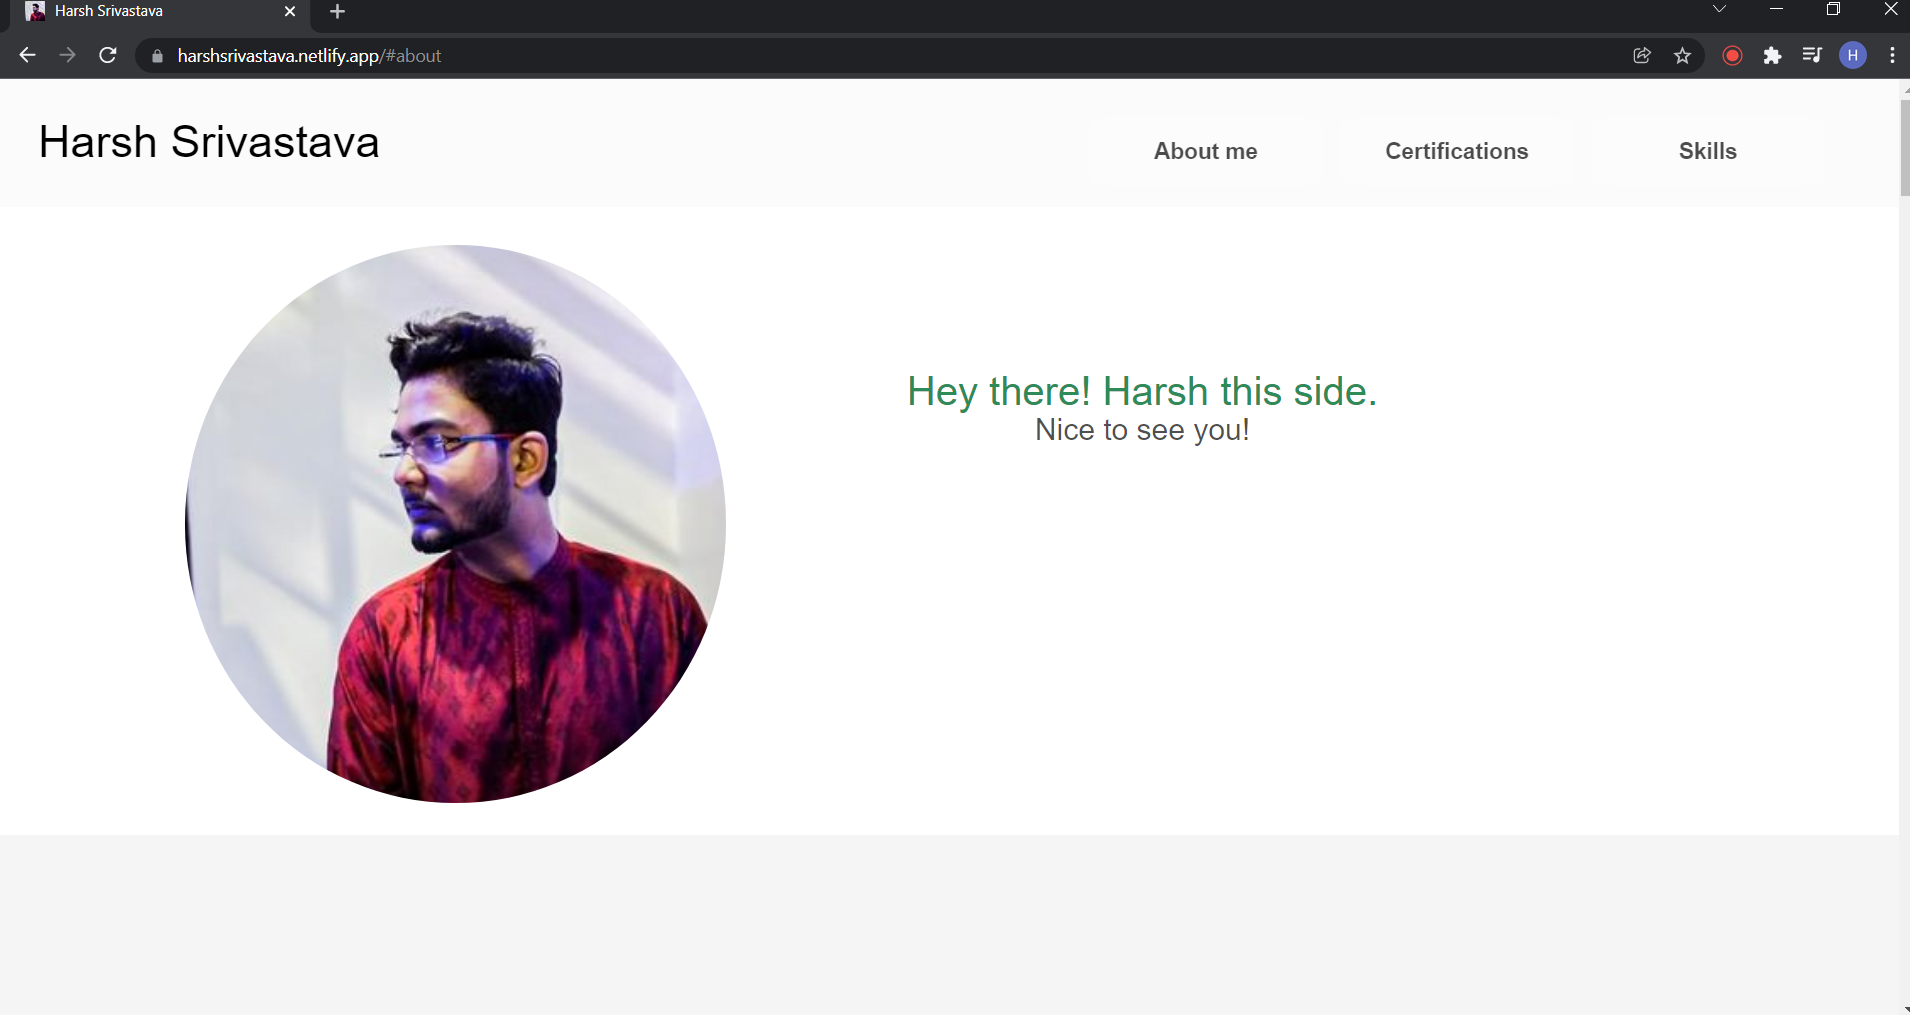 Harsh Srivastava
harshsrivastava.netlify.app/#about
H
Harsh Srivastava
About me
Certifications
Skills
Hey there! Harsh this side.
Nice to see you!